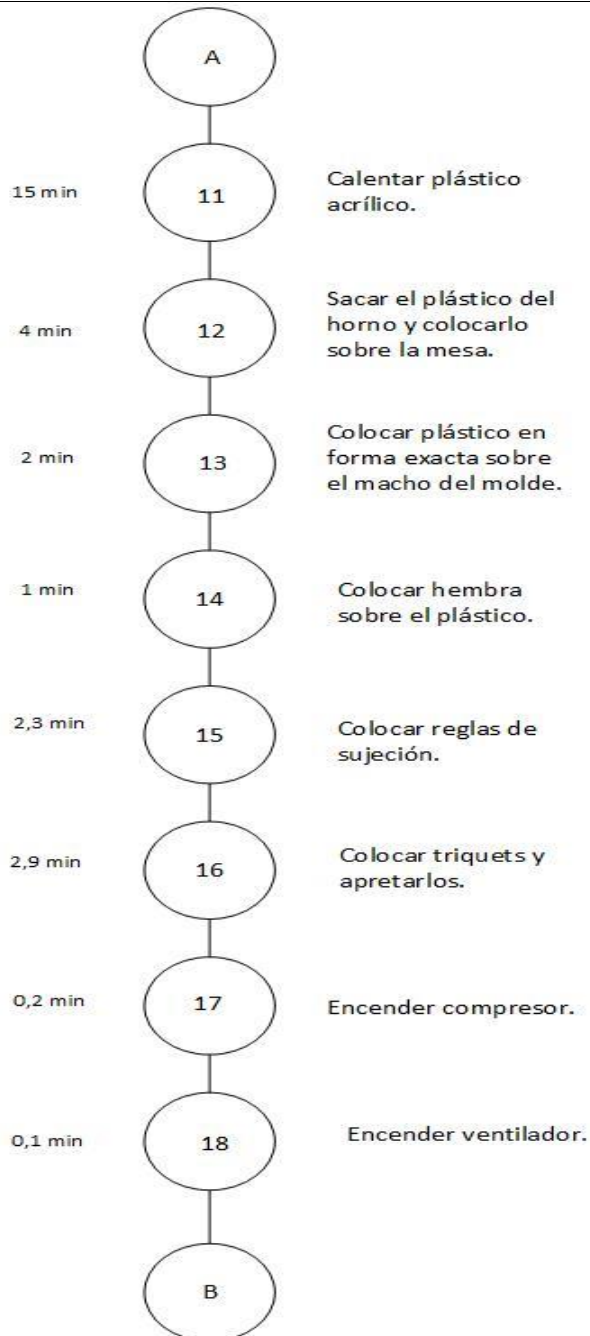 A
15 min
11
Calentar plástico
acrílico.
4 min
12
Sacar el plástico del
horno y colocarlo
sobre la mesa.
2 min
13
Colocar plástico en
forma exacta sobre
el macho del molde.
1 min
14
Colocar hembra
sobre el plástico.
2,3 min
15
Colocar reglas de
sujeción.
2,9 min
16
Colocar triquets y
apretarlos.
0,2 min
17
Encender compresor.
0,1 min
18
Encender ventilador.
B